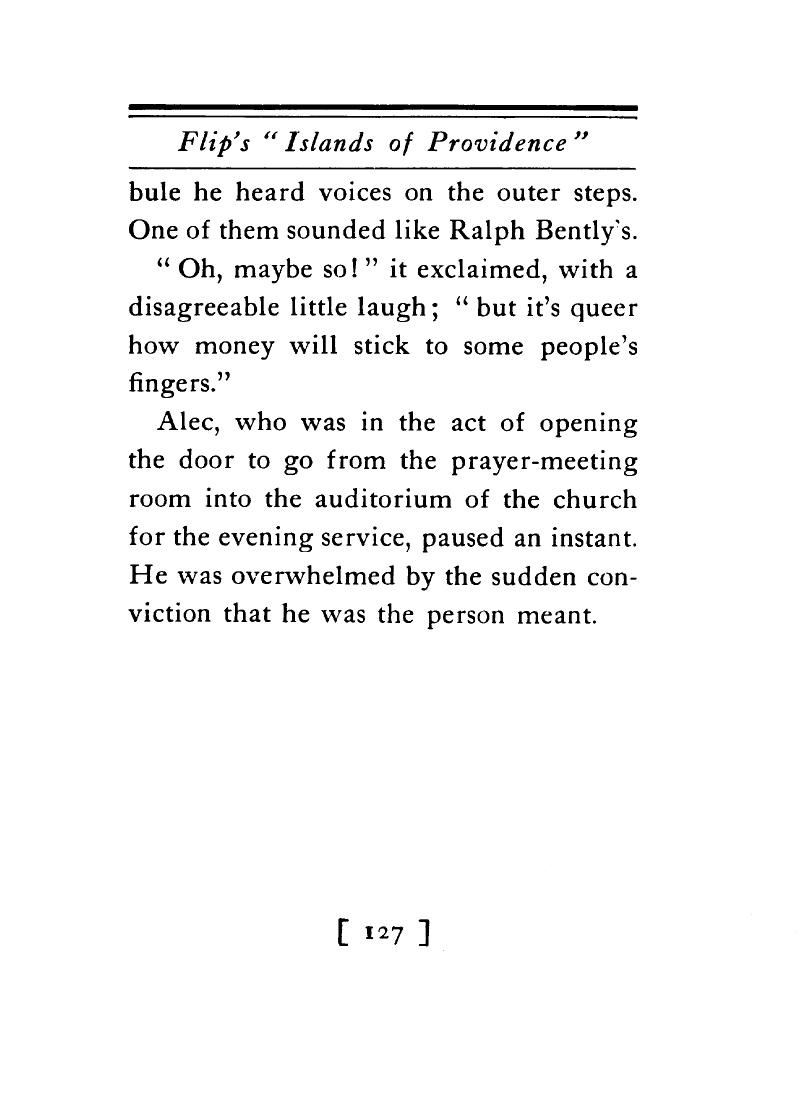 Flip's “Islands of Providence”
bule he heard voices on the outer steps.
One of them sounded like Ralph Bently's.
“Oh, maybe so!” it exclaimed, with a
disagreeable little laugh; “but it's queer
how money will stick to some people's
fingers.”
Alec, who was in the act of opening
the door to go from the prayer-meeting
room into the auditorium of the church
for the evening service, paused an instant.
He was overwhelmed by the sudden con-
viction that he was the person meant.
[ 127 ]